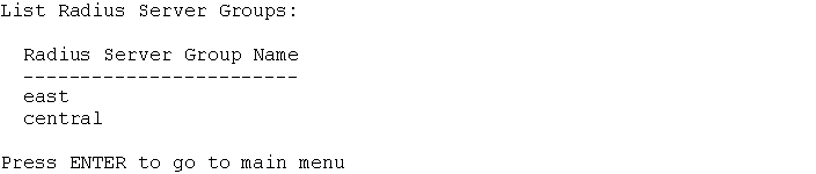 List Radius Server Groups:
Radius Server Group Name
------------------------
east
central
Press ENTER to go to main menu